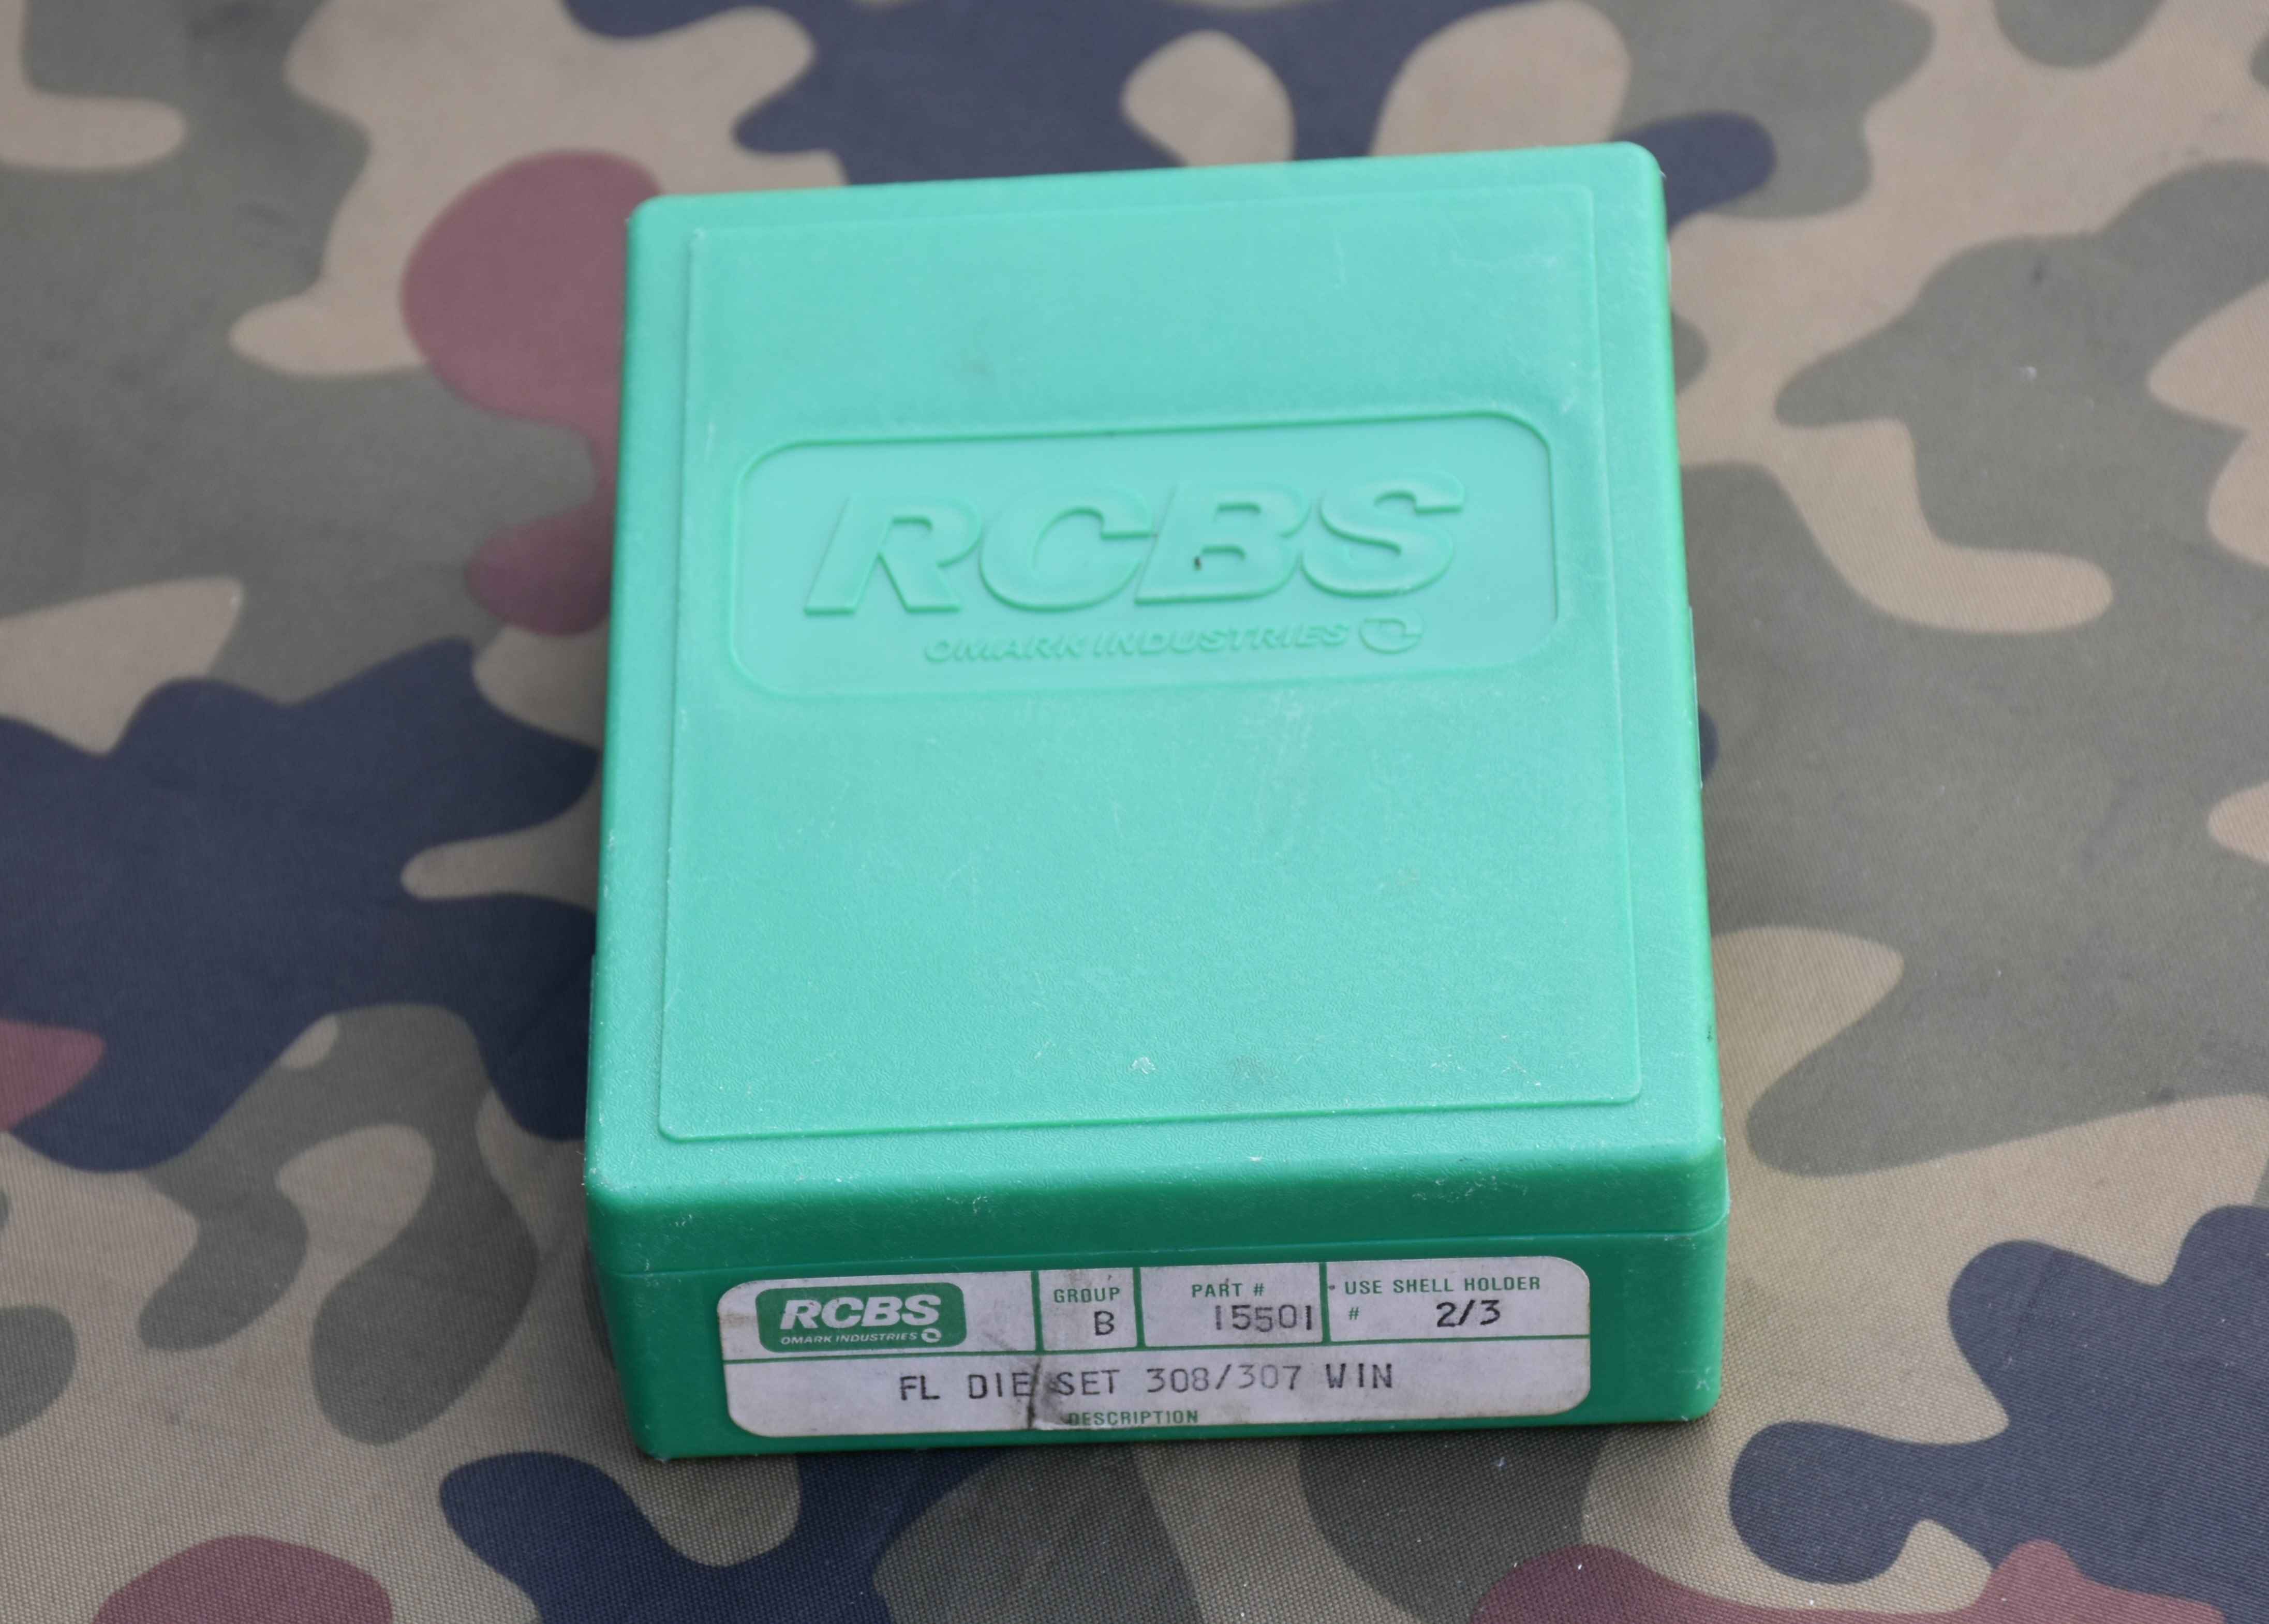 RCBS
OMARK INDUSTRIES
RCBS
OMARK INDUSTRIES
GROUP
B
PART #
15501
USE SHELL HOLDER
# 2/3
FL DIE SET 308/307 WIN
DESCRIPTION